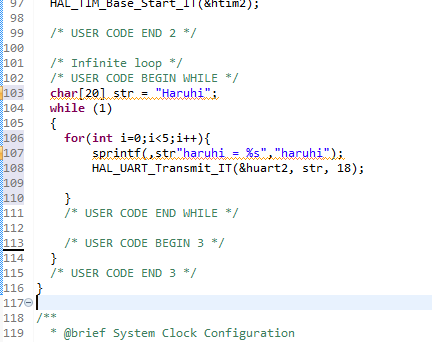 97 HAL_TIM_Base_Start_IT(&htim2);
98
99 /* USER CODE END 2 */
100
101 /* Infinite loop */
102 /* USER CODE BEGIN WHILE */
103 char[20] str = "Haruhi";
104 while (1)
105 {
106 for(int i=0;i<5;i++){
107 sprintf(,str"haruhi = %s","haruhi");
108 HAL_UART_Transmit_IT(&huart2, str, 18);
109
110 }
111 /* USER CODE END WHILE */
112
113 /* USER CODE BEGIN 3 */
114 }
115 /* USER CODE END 3 */
116 }
117
118 /**
119 * @brief System Clock Configuration